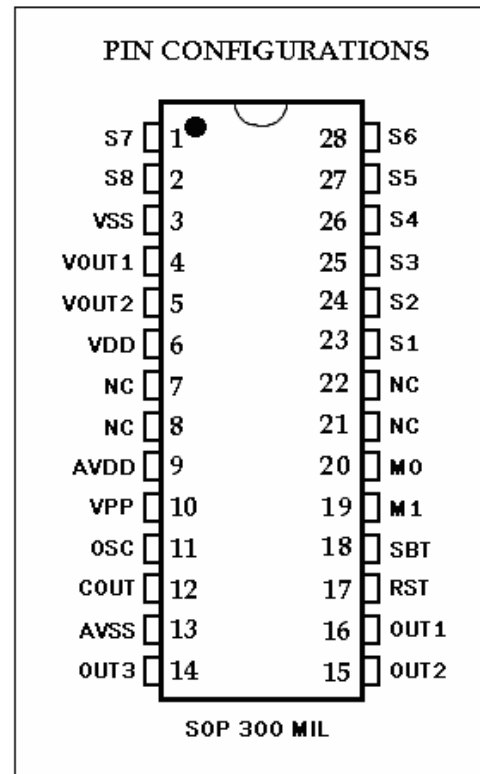 PIN CONFIGURATIONS
S7 1 28 S6
S8 2 27 S5
VSS 3 26 S4
VOUT1 4 25 S3
VOUT2 5 24 S2
VDD 6 23 S1
NC 7 22 NC
NC 8 21 NC
AVDD 9 20 M0
VPP 10 19 M1
OSC 11 18 SBT
COUT 12 17 RST
AVSS 13 16 OUT1
OUT3 14 15 OUT2
SOP 300 MIL